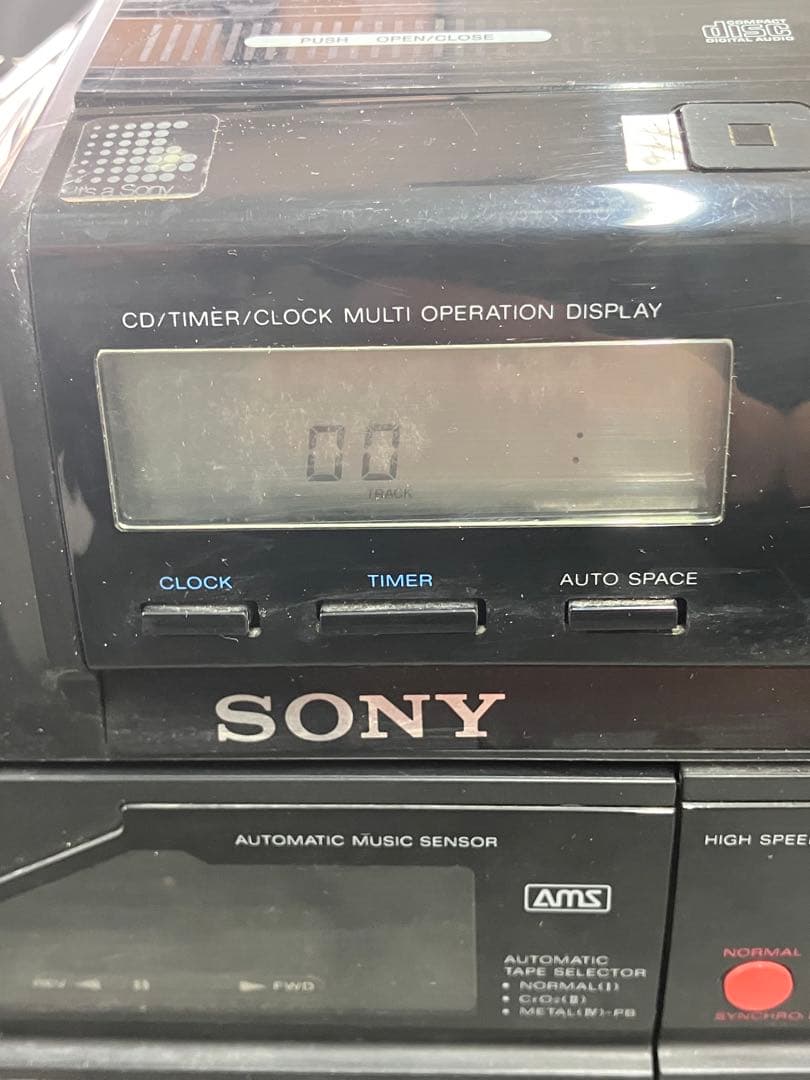 PUSH OPEN/CLOSE
COMPACT
disc
DIGITAL AUDIO
It's a Sony
CD/TIMER/CLOCK MULTI OPERATION DISPLAY
00 :
TRACK
CLOCK TIMER AUTO SPACE
SONY
AUTOMATIC MUSIC SENSOR
HIGH SPEE
AMS
AUTOMATIC
TAPE SELECTOR
• NORMAL(I)
• CrO2(II)
• METAL(IV)-PB
REV ◀ II ▶ FWD
NORMAL
SYNCHRO